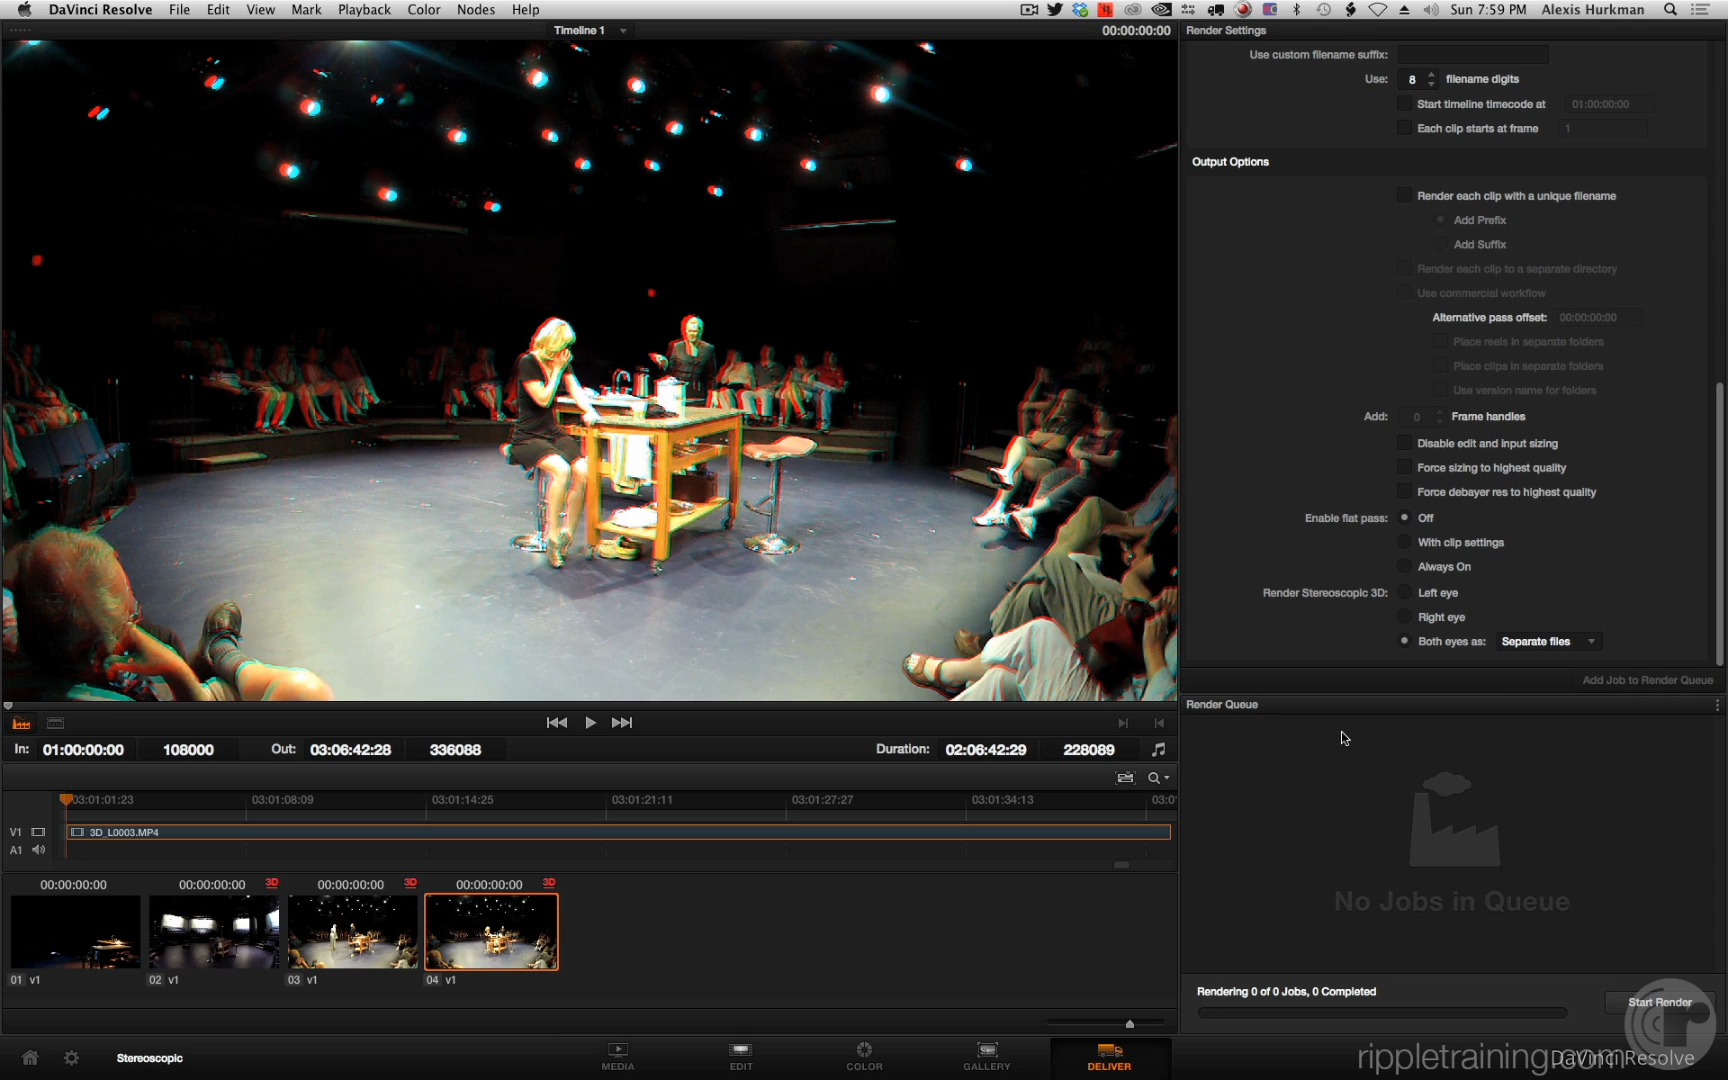 DaVinci Resolve File Edit View Mark Playback Color Nodes Help Sun 7:59 PM Alexis Hurkman
Timeline 1 00:00:00:00
Render Settings
Use custom filename suffix:
Use: 8 filename digits
Start timeline timecode at 01:00:00:00
Each clip starts at frame 1
Output Options
Render each clip with a unique filename
Add Prefix
Add Suffix
Render each clip to a separate directory
Use commercial workflow
Alternative pass offset: 00:00:00:00
Place reels in separate folders
Place clips in separate folders
Use version name for folders
Add: 0 Frame handles
Disable edit and input sizing
Force sizing to highest quality
Force debayer res to highest quality
Enable flat pass: Off
With clip settings
Always On
Render Stereoscopic 3D: Left eye
Right eye
Both eyes as: Separate files
Add Job to Render Queue
Render Queue
No Jobs in Queue
Rendering 0 of 0 Jobs, 0 Completed
Start Render
In: 01:00:00:00 108000 Out: 03:06:42:28 336088 Duration: 02:06:42:29 228089
03:01:01:23 03:01:08:09 03:01:14:25 03:01:21:11 03:01:27:27 03:01:34:13 03:0
V1 3D_L0003.MP4
A1
00:00:00:00 00:00:00:00 3D 00:00:00:00 3D 00:00:00:00 3D
01 v1 02 v1 03 v1 04 v1
Stereoscopic MEDIA EDIT COLOR GALLERY DELIVER
rippletraining.com
DaVinci Resolve